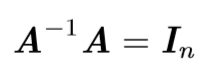 A⁻¹A = Iₙ